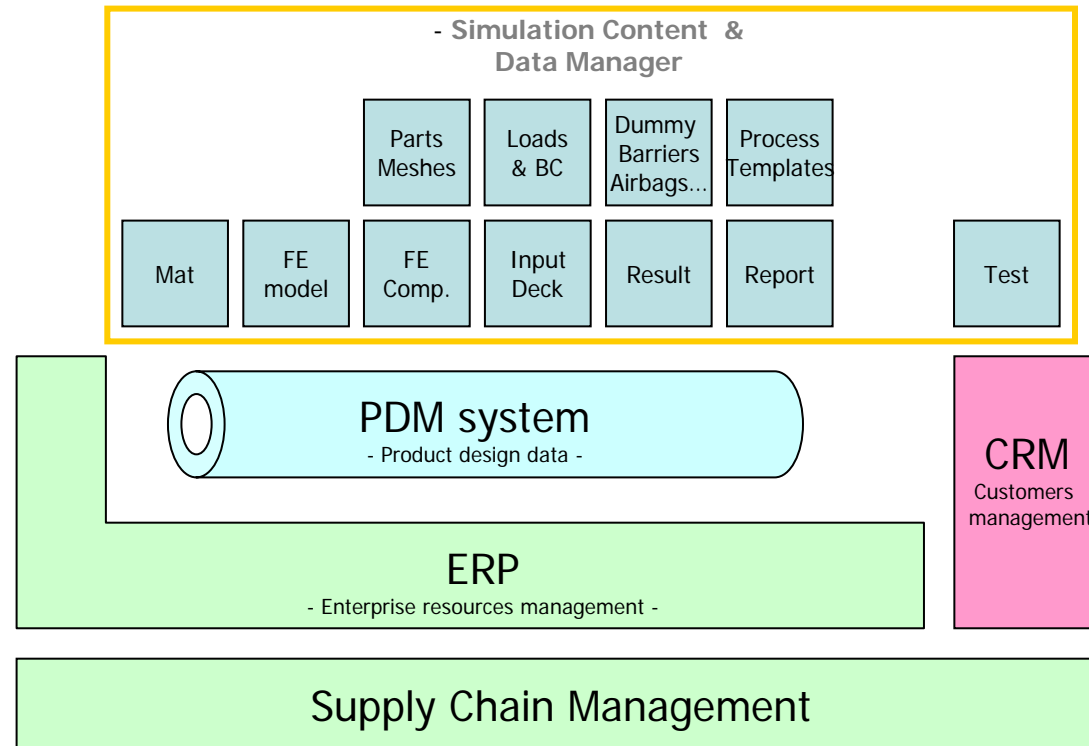 - Simulation Content &
Data Manager
Parts
Meshes
Loads
& BC
Dummy
Barriers
Airbags...
Process
Templates
Mat
FE
model
FE
Comp.
Input
Deck
Result
Report
Test
PDM system
- Product design data -
CRM
Customers
management
ERP
- Enterprise resources management -
Supply Chain Management